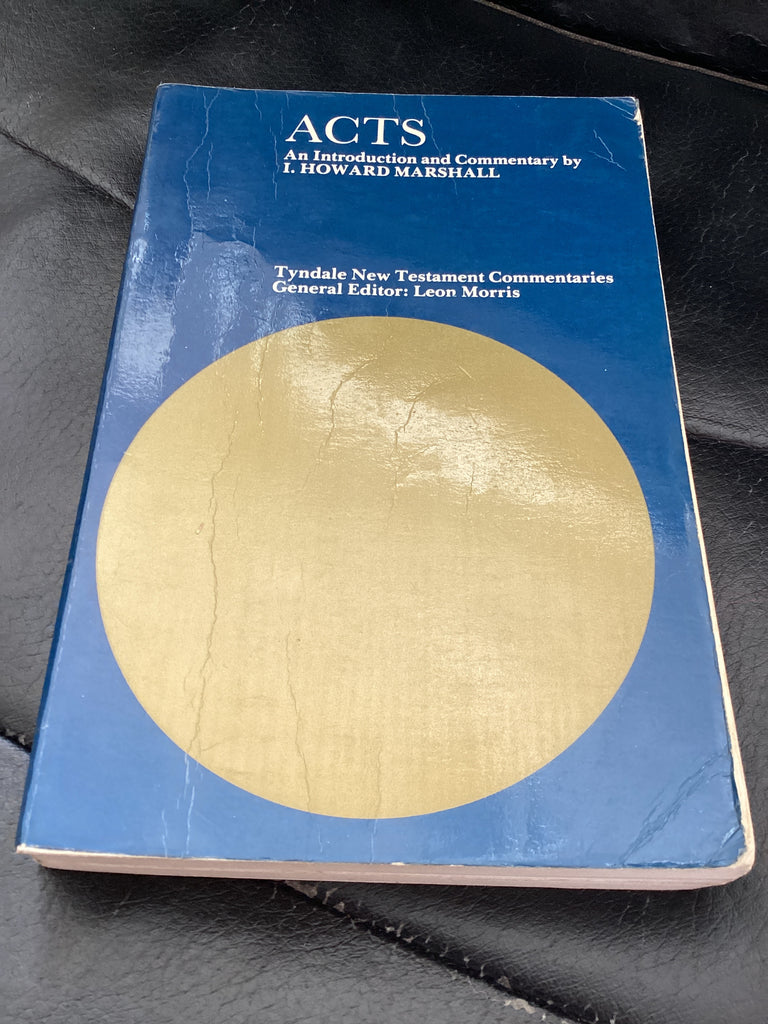 ACTS
An Introduction and Commentary by
I. HOWARD MARSHALL
Tyndale New Testament Commentaries
General Editor: Leon Morris